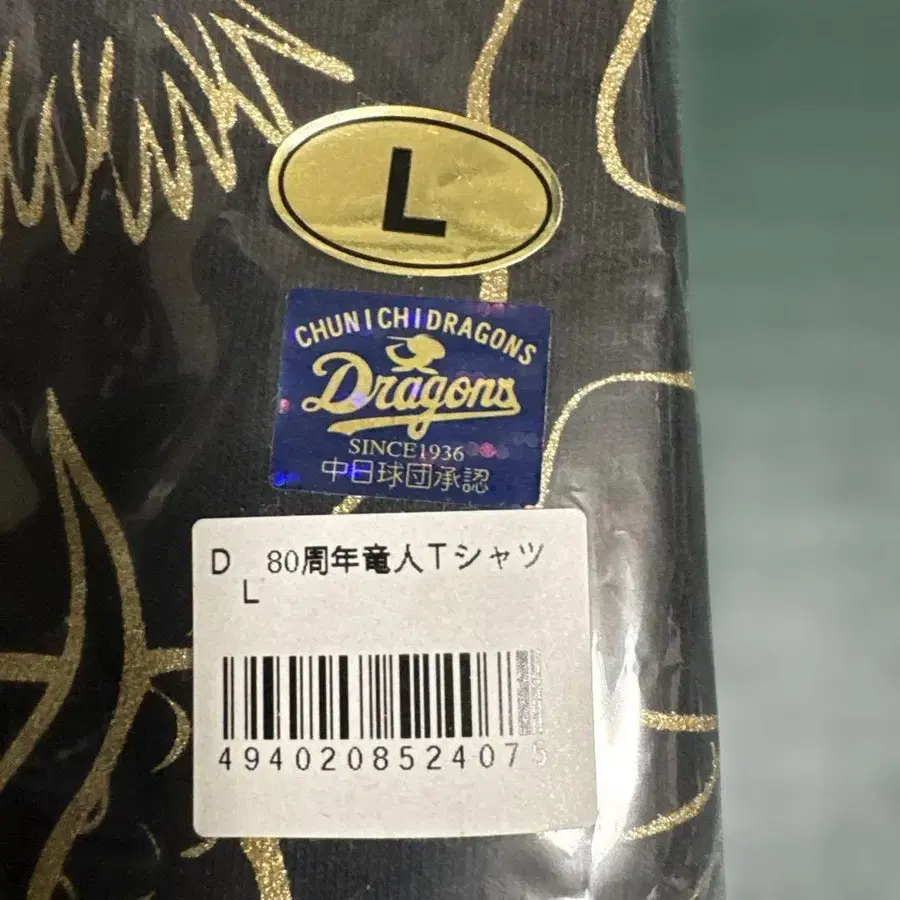 L
CHUNICHIDRAGONS
Dragons
SINCE1936
中日球団承認
D 80周年竜人Tシャツ
L
4940208524075